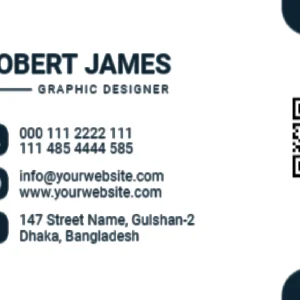 OBERT JAMES
GRAPHIC DESIGNER
000 111 2222 111
111 485 4444 585
info@yourwebsite.com
www.yourwebsite.com
147 Street Name, Gulshan-2
Dhaka, Bangladesh